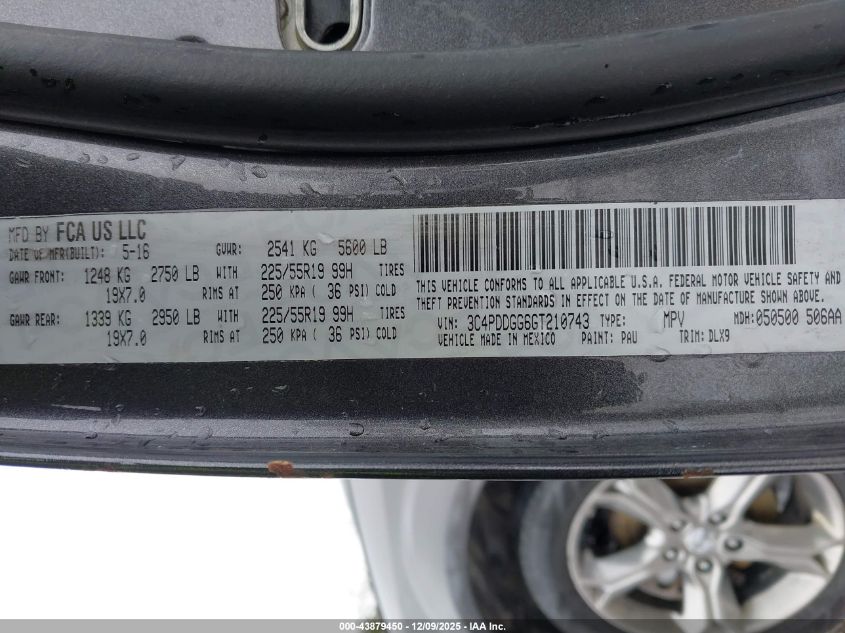 MFD BY FCA US LLC
DATE OF MFR(BUILT): 5-16 GVWR: 2541 KG 5600 LB
GAWR FRONT: 1248 KG 2750 LB WITH 225/55R19 99H TIRES
19X7.0 RIMS AT 250 KPA ( 36 PSI) COLD
GAWR REAR: 1339 KG 2950 LB WITH 225/55R19 99H TIRES
19X7.0 RIMS AT 250 KPA ( 36 PSI) COLD
THIS VEHICLE CONFORMS TO ALL APPLICABLE U.S.A. FEDERAL MOTOR VEHICLE SAFETY AND
THEFT PREVENTION STANDARDS IN EFFECT ON THE DATE OF MANUFACTURE SHOWN ABOVE.
VIN: 3C4PDDGG6GT210743 TYPE: MPV MDH:050500 506AA
VEHICLE MADE IN MEXICO PAINT: PAU TRIM: DLX9
000-43879450 - 12/09/2025 - IAA, Inc.